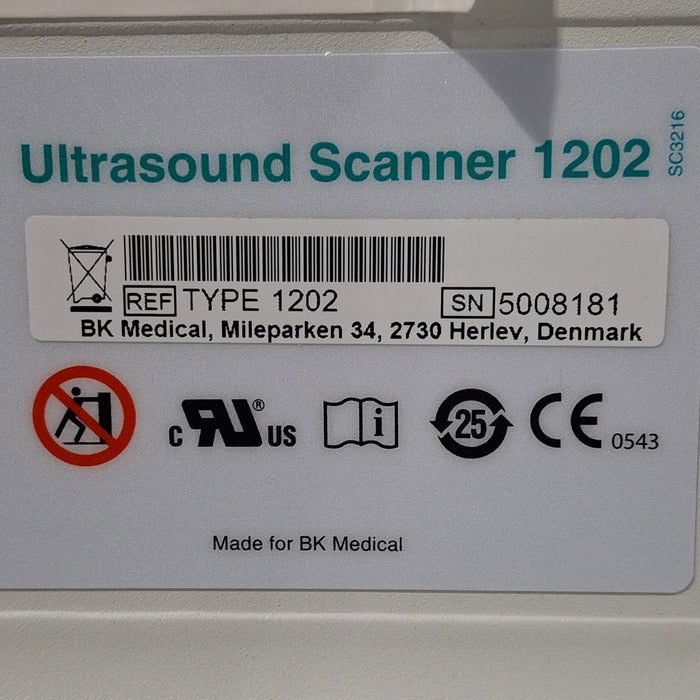 Ultrasound Scanner 1202
SC3216
REF TYPE 1202
SN 5008181
BK Medical, Mileparken 34, 2730 Herlev, Denmark
c RU ® US
i
25
CE 0543
Made for BK Medical